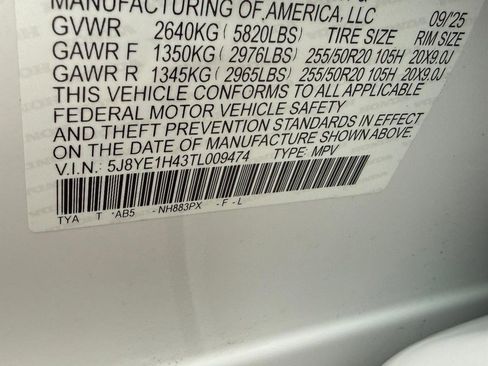 MANUFACTURING OF AMERICA, LLC 09/25
GVWR 2640KG ( 5820LBS) TIRE SIZE RIM SIZE
GAWR F 1350KG ( 2976LBS) 255/50R20 105H 20X9.0J
GAWR R 1345KG ( 2965LBS) 255/50R20 105H 20X9.0J
THIS VEHICLE CONFORMS TO ALL APPLICABLE
FEDERAL MOTOR VEHICLE SAFETY
AND THEFT PREVENTION STANDARDS IN EFFECT
ON THE DATE OF MANUFACTURE SHOWN ABOVE.
V.I.N.: 5J8YE1H43TL009474 TYPE: MPV
TYA T *AB5 - NH883PX - F - L